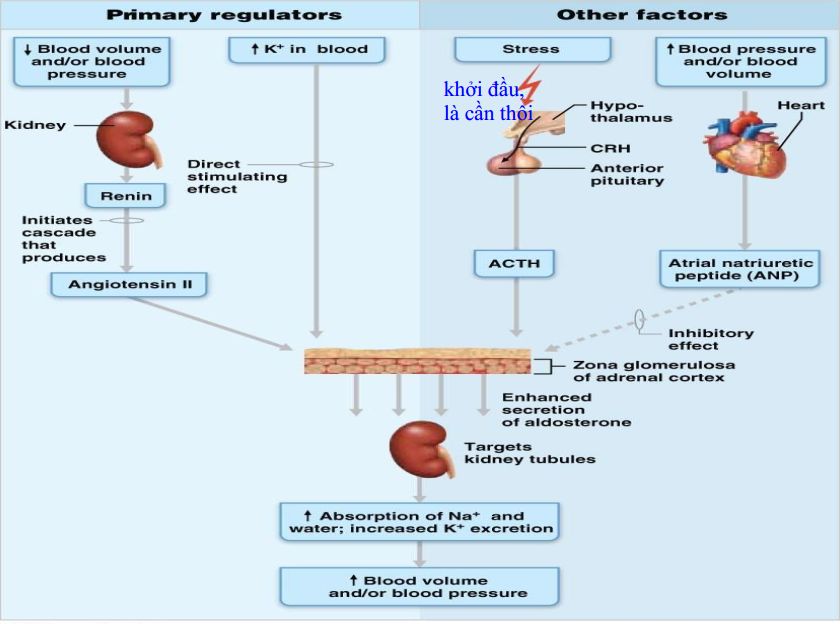 Primary regulators
Other factors
↓ Blood volume
and/or blood
pressure
↑ K⁺ in blood
Stress
↑ Blood pressure
and/or blood
volume
khởi đầu,
là cần thôi
Kidney
Hypo-
thalamus
Heart
CRH
Anterior
pituitary
Direct
stimulating
effect
Renin
Initiates
cascade
that
produces
Angiotensin II
ACTH
Atrial natriuretic
peptide (ANP)
Inhibitory
effect
Zona glomerulosa
of adrenal cortex
Enhanced
secretion
of aldosterone
Targets
kidney tubules
↑ Absorption of Na⁺ and
water; increased K⁺ excretion
↑ Blood volume
and/or blood pressure